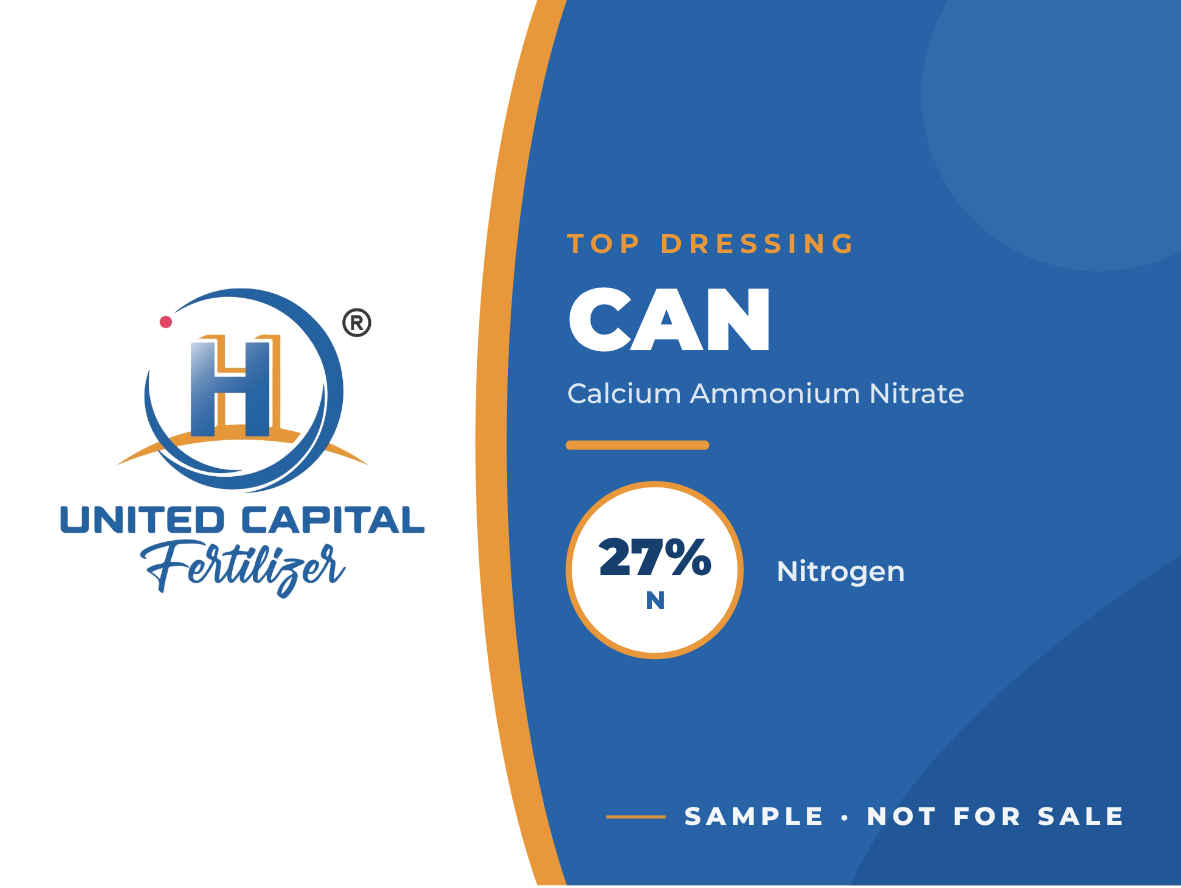 H
®
UNITED CAPITAL
Fertilizer
TOP DRESSING
CAN
Calcium Ammonium Nitrate
27%
N
Nitrogen
SAMPLE · NOT FOR SALE